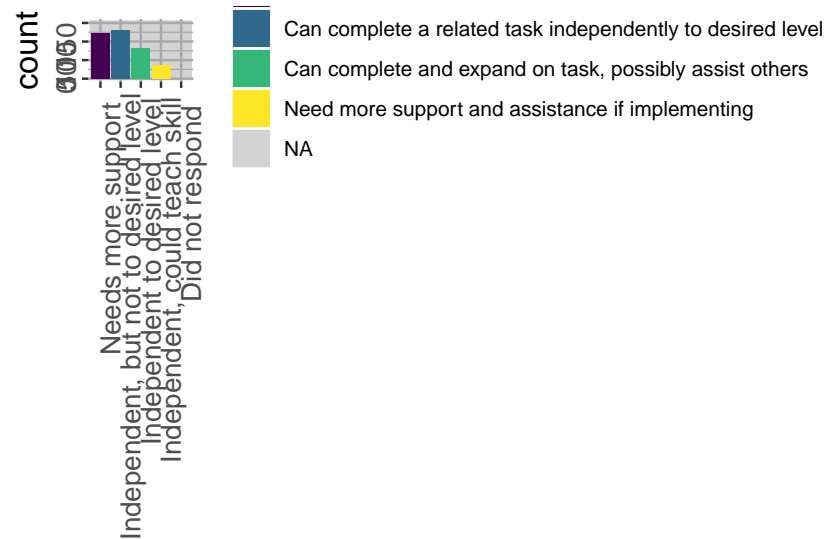 count
Needs more support
Independent, but not to desired level
Independent to desired level
Independent, could teach skill
Did not respond
Can complete a related task independently to desired level
Can complete and expand on task, possibly assist others
Need more support and assistance if implementing
NA